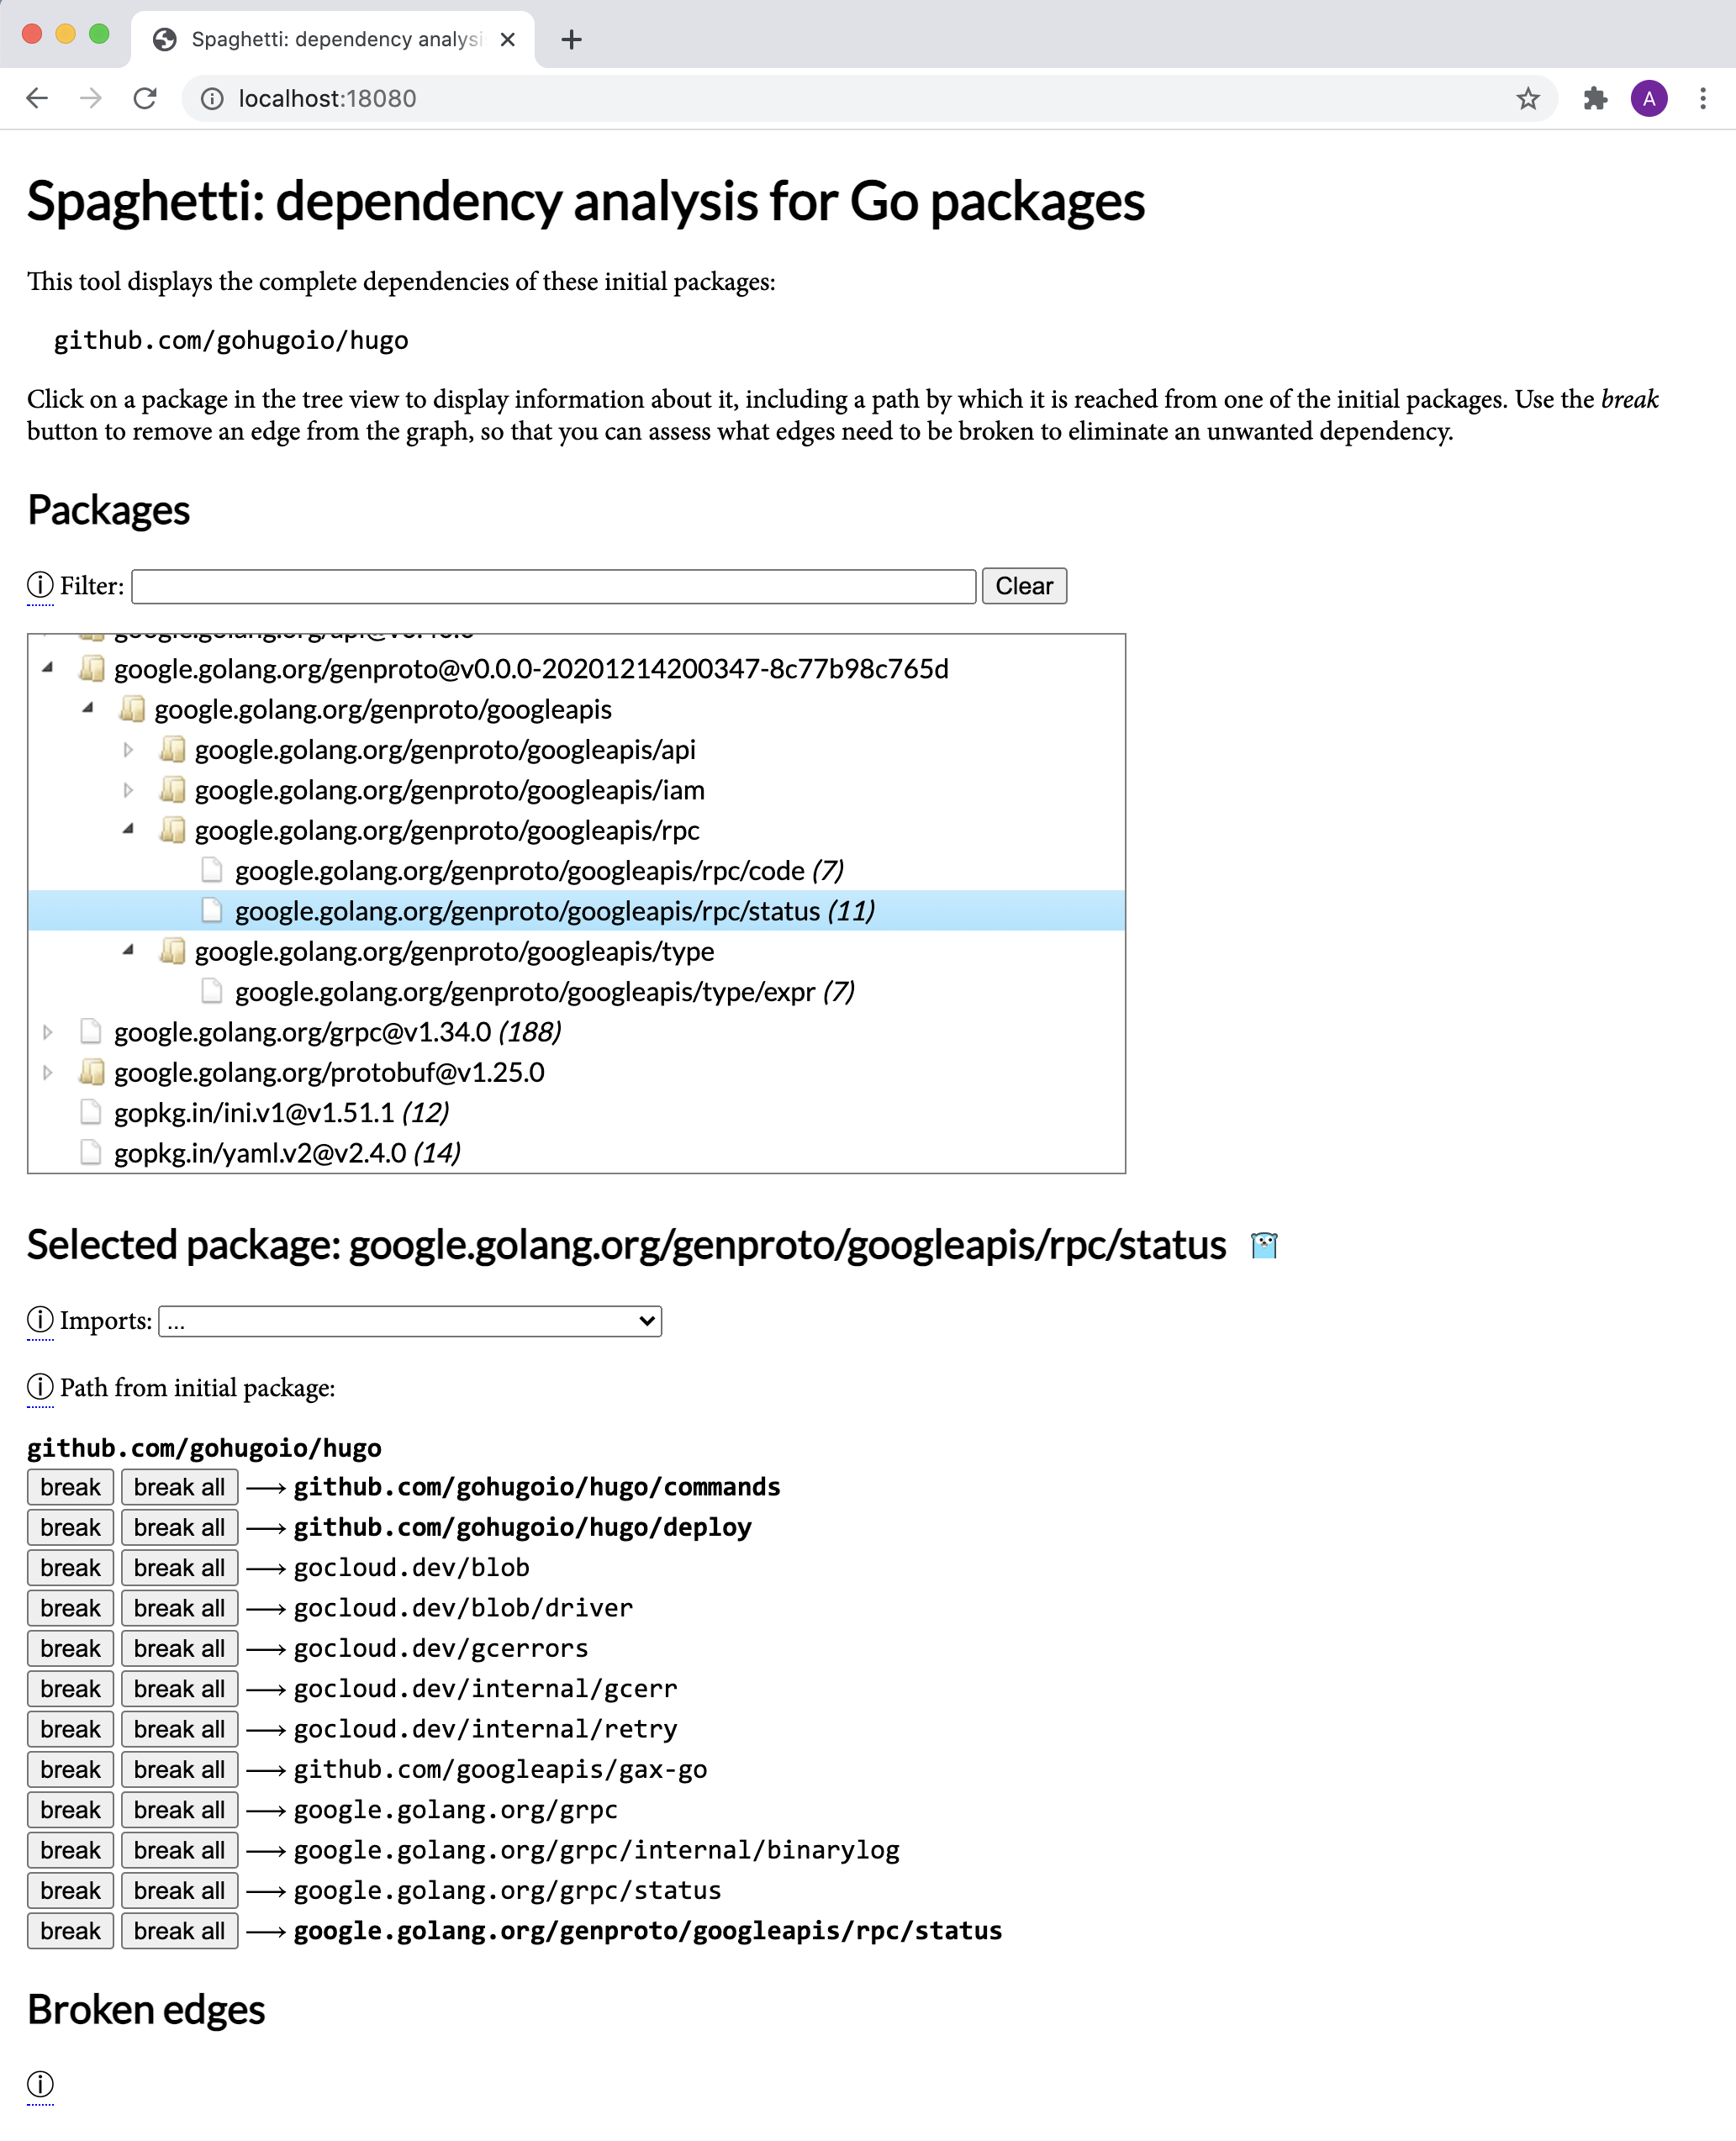 Spaghetti: dependency analysi
localhost:18080
A
Spaghetti: dependency analysis for Go packages
This tool displays the complete dependencies of these initial packages:
github.com/gohugoio/hugo
Click on a package in the tree view to display information about it, including a path by which it is reached from one of the initial packages. Use the break
button to remove an edge from the graph, so that you can assess what edges need to be broken to eliminate an unwanted dependency.
Packages
ⓘ Filter: Clear
google.golang.org/genproto@v0.0.0-20201214200347-8c77b98c765d
google.golang.org/genproto/googleapis
google.golang.org/genproto/googleapis/api
google.golang.org/genproto/googleapis/iam
google.golang.org/genproto/googleapis/rpc
google.golang.org/genproto/googleapis/rpc/code (7)
google.golang.org/genproto/googleapis/rpc/status (11)
google.golang.org/genproto/googleapis/type
google.golang.org/genproto/googleapis/type/expr (7)
google.golang.org/grpc@v1.34.0 (188)
google.golang.org/protobuf@v1.25.0
gopkg.in/ini.v1@v1.51.1 (12)
gopkg.in/yaml.v2@v2.4.0 (14)
Selected package: google.golang.org/genproto/googleapis/rpc/status
ⓘ Imports: ...
ⓘ Path from initial package:
github.com/gohugoio/hugo
break break all ⟶ github.com/gohugoio/hugo/commands
break break all ⟶ github.com/gohugoio/hugo/deploy
break break all ⟶ gocloud.dev/blob
break break all ⟶ gocloud.dev/blob/driver
break break all ⟶ gocloud.dev/gcerrors
break break all ⟶ gocloud.dev/internal/gcerr
break break all ⟶ gocloud.dev/internal/retry
break break all ⟶ github.com/googleapis/gax-go
break break all ⟶ google.golang.org/grpc
break break all ⟶ google.golang.org/grpc/internal/binarylog
break break all ⟶ google.golang.org/grpc/status
break break all ⟶ google.golang.org/genproto/googleapis/rpc/status
Broken edges
ⓘ